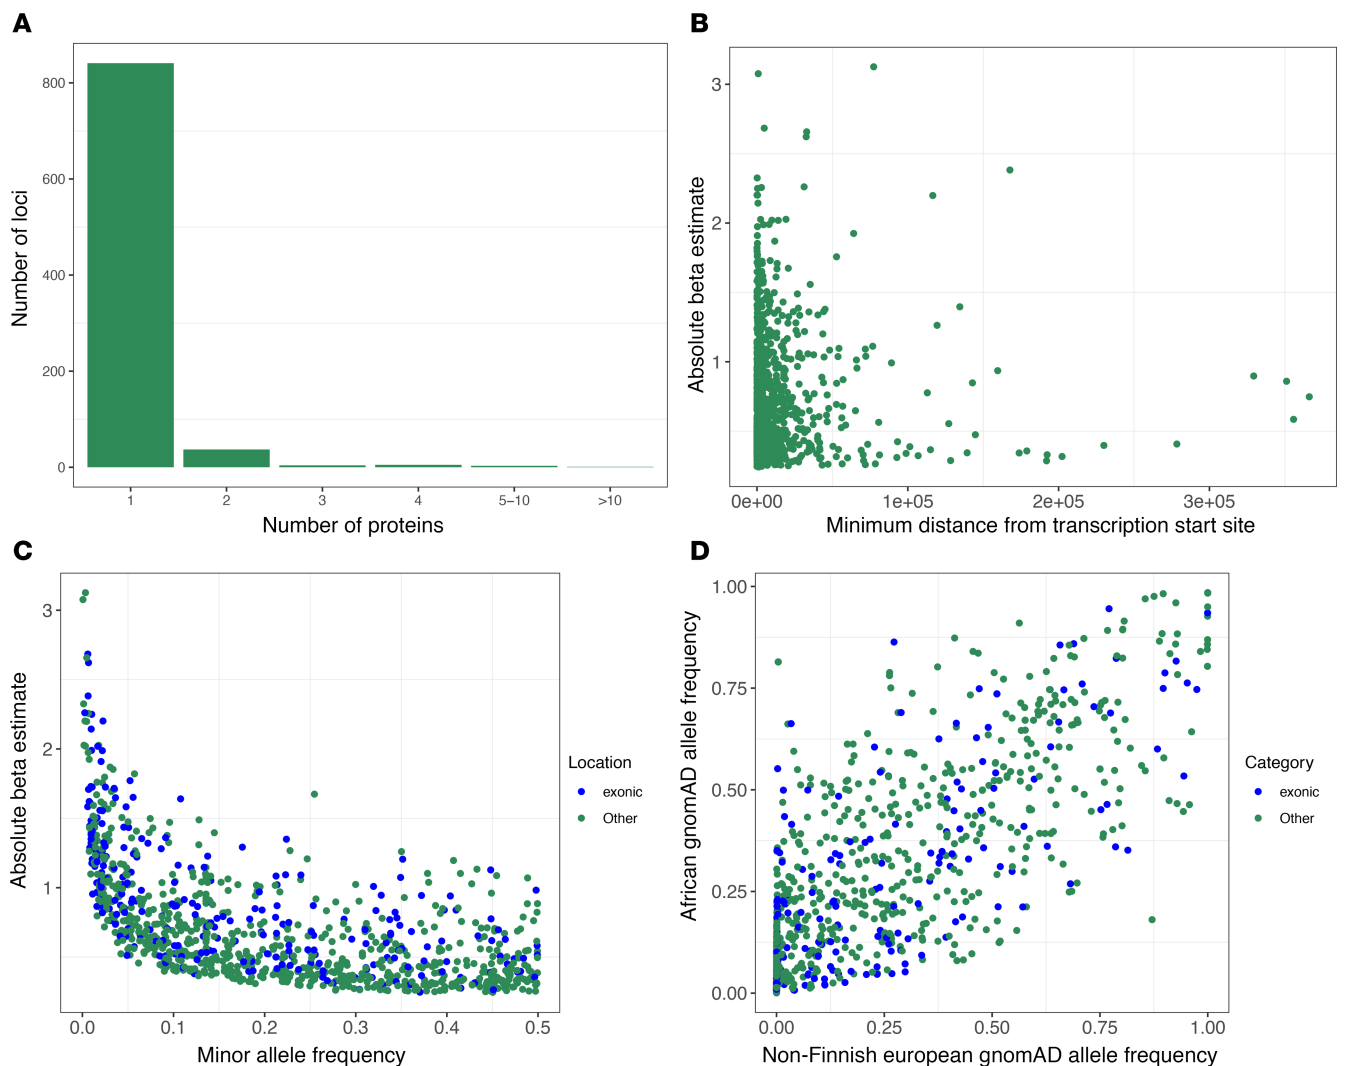 A
800
600
400
200
0
Number of loci
1 2 3 4 5−10 >10
Number of proteins
B
3
2
1
Absolute beta estimate
0e+00 1e+05 2e+05 3e+05
Minimum distance from transcription start site
C
3
2
1
Absolute beta estimate
0.0 0.1 0.2 0.3 0.4 0.5
Minor allele frequency
Location
exonic
Other
D
1.00
0.75
0.50
0.25
0.00
African gnomAD allele frequency
0.00 0.25 0.50 0.75 1.00
Non-Finnish european gnomAD allele frequency
Category
exonic
Other